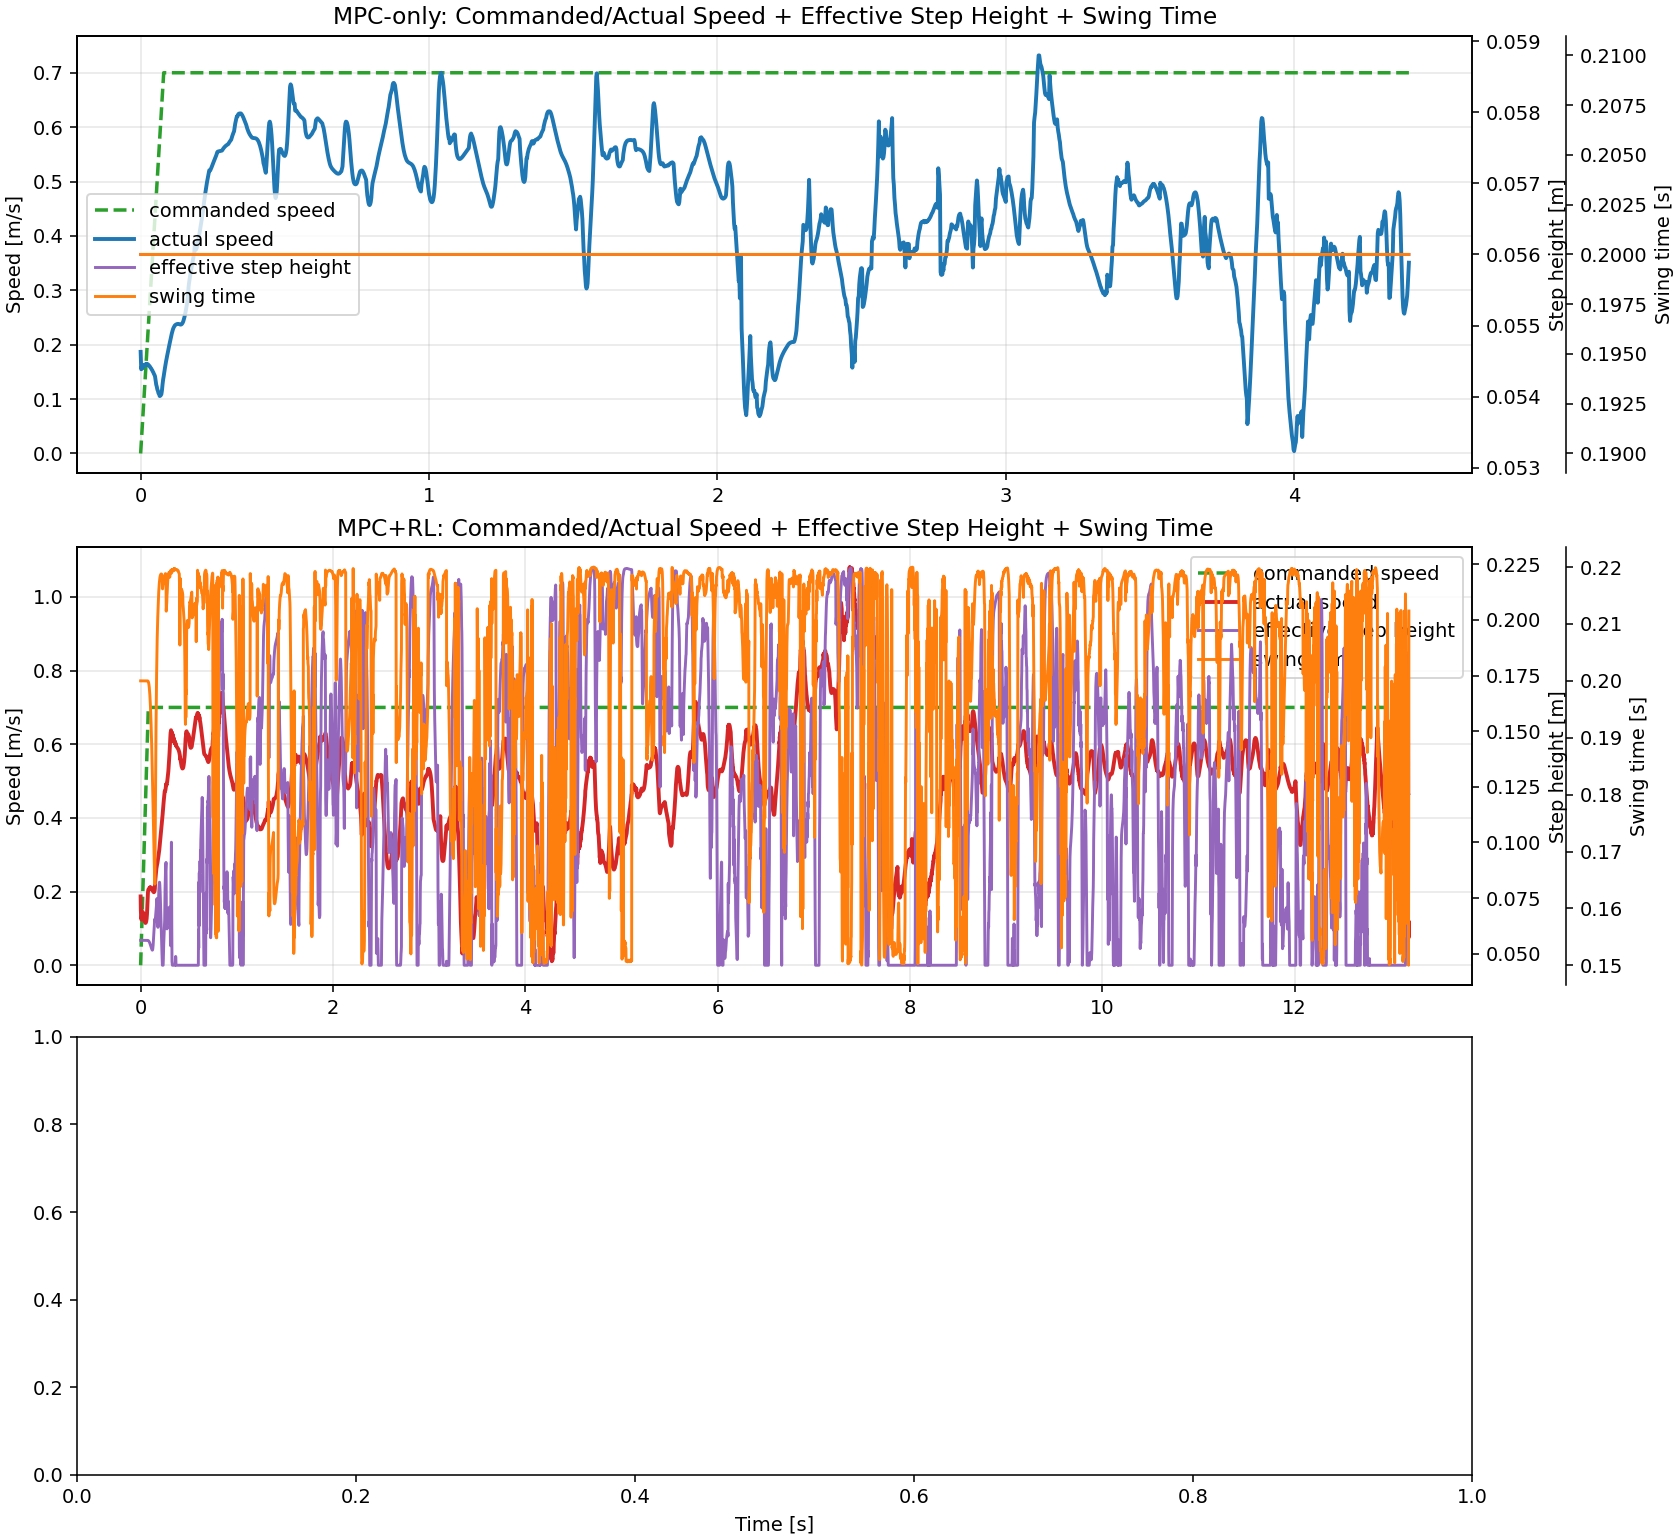 MPC-only: Commanded/Actual Speed + Effective Step Height + Swing Time
Speed [m/s]
0.7
0.6
0.5
0.4
0.3
0.2
0.1
0.0
commanded speed
actual speed
effective step height
swing time
0.059
0.058
0.057
0.056
0.055
0.054
0.053
Step height [m]
0.2100
0.2075
0.2050
0.2025
0.2000
0.1975
0.1950
0.1925
0.1900
Swing time [s]
0 1 2 3 4
MPC+RL: Commanded/Actual Speed + Effective Step Height + Swing Time
Speed [m/s]
1.0
0.8
0.6
0.4
0.2
0.0
commanded speed
actual speed
effective step height
swing time
0.225
0.200
0.175
0.150
0.125
0.100
0.075
0.050
Step height [m]
0.22
0.21
0.20
0.19
0.18
0.17
0.16
0.15
Swing time [s]
0 2 4 6 8 10 12
1.0
0.8
0.6
0.4
0.2
0.0
0.0 0.2 0.4 0.6 0.8 1.0
Time [s]